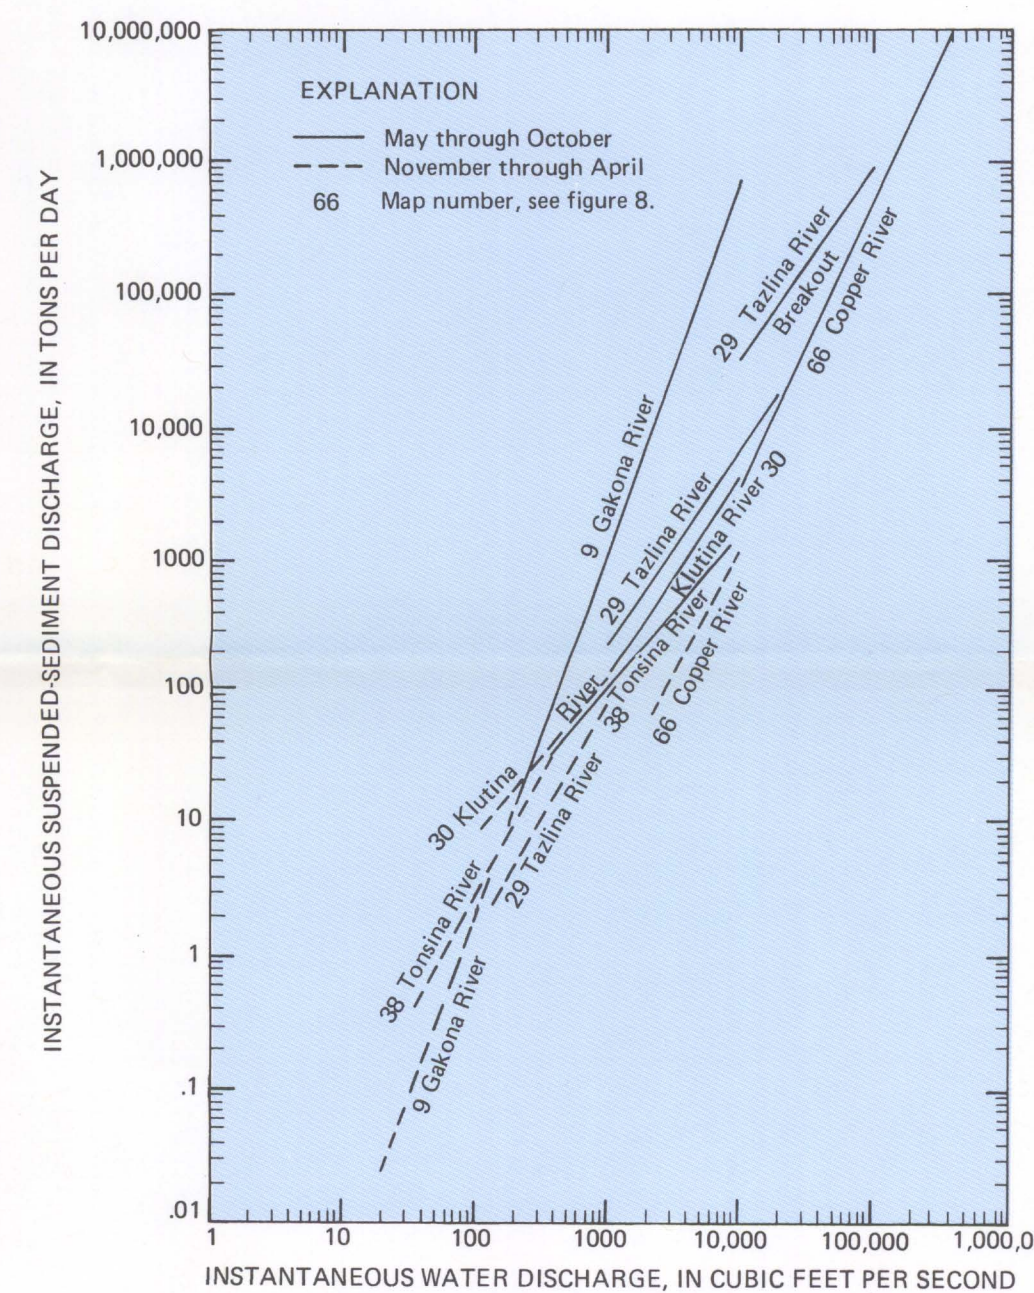 10,000,000
1,000,000
100,000
10,000
1000
100
10
1
.1
.01
INSTANTANEOUS SUSPENDED-SEDIMENT DISCHARGE, IN TONS PER DAY
EXPLANATION
May through October
November through April
66 Map number, see figure 8.
29 Tazlina River
Breakout
66 Copper River
9 Gakona River
29 Tazlina River
Klutina River 30
38 Tonsina River
66 Copper River
30 Klutina River
29 Tazlina River
38 Tonsina River
9 Gakona River
1 10 100 1000 10,000 100,000 1,000,0
INSTANTANEOUS WATER DISCHARGE, IN CUBIC FEET PER SECOND